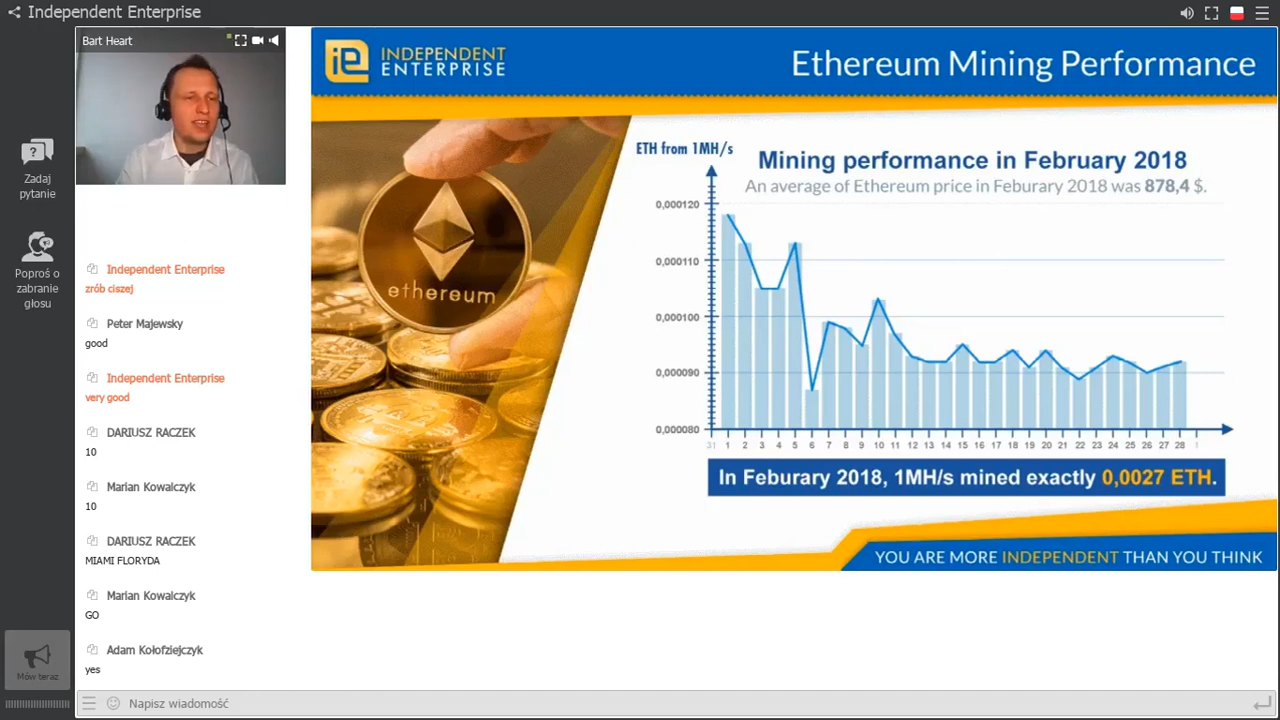 Independent Enterprise
Bart Heart
Zadaj
pytanie
Poproś o
zabranie
głosu
Mów teraz
Independent Enterprise
zrób ciszej
Peter Majewsky
good
Independent Enterprise
very good
DARIUSZ RACZEK
10
Marian Kowalczyk
10
DARIUSZ RACZEK
MIAMI FLORYDA
Marian Kowalczyk
GO
Adam Kołofziejczyk
yes
Napisz wiadomość
ie INDEPENDENT
ENTERPRISE
Ethereum Mining Performance
ethereum
ETH from 1MH/s
Mining performance in February 2018
An average of Ethereum price in Feburary 2018 was 878,4 $.
0,000120
0,000110
0,000100
0,000090
0,000080
31 1 2 3 4 5 6 7 8 9 10 11 12 13 14 15 16 17 18 19 20 21 22 23 24 25 26 27 28 1
In Feburary 2018, 1MH/s mined exactly 0,0027 ETH.
YOU ARE MORE INDEPENDENT THAN YOU THINK